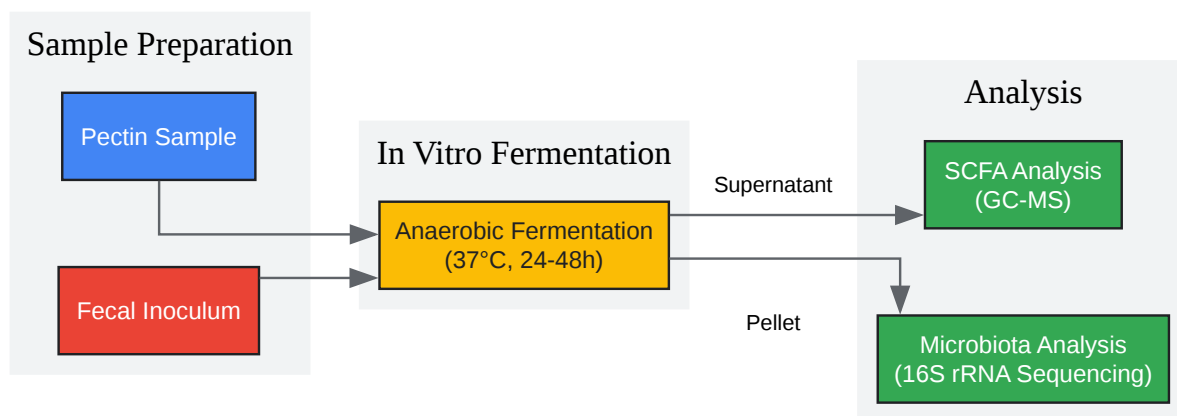 Sample Preparation
Pectin Sample
Fecal Inoculum
In Vitro Fermentation
Anaerobic Fermentation
(37°C, 24-48h)
Supernatant
Pellet
Analysis
SCFA Analysis
(GC-MS)
Microbiota Analysis
(16S rRNA Sequencing)